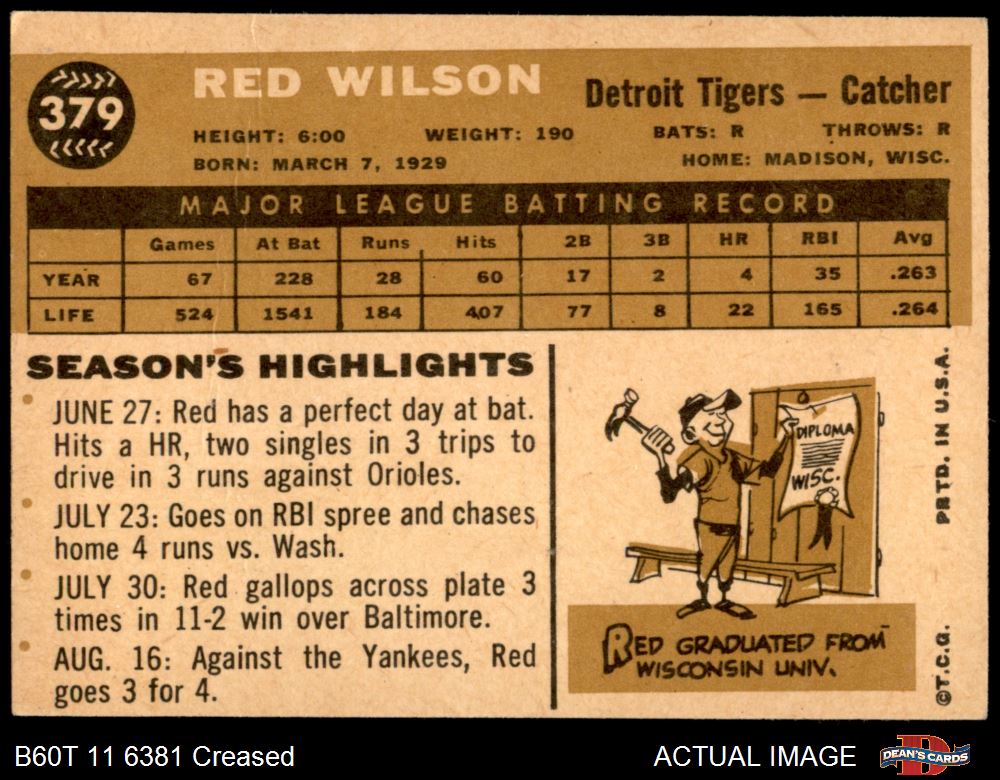 379
RED WILSON
Detroit Tigers — Catcher
HEIGHT: 6:00 WEIGHT: 190 BATS: R THROWS: R
BORN: MARCH 7, 1929 HOME: MADISON, WISC.
MAJOR LEAGUE BATTING RECORD
Games At Bat Runs Hits 2B 3B HR RBI Avg
YEAR 67 228 28 60 17 2 4 35 .263
LIFE 524 1541 184 407 77 8 22 165 .264
SEASON'S HIGHLIGHTS
JUNE 27: Red has a perfect day at bat.
Hits a HR, two singles in 3 trips to
drive in 3 runs against Orioles.
JULY 23: Goes on RBI spree and chases
home 4 runs vs. Wash.
JULY 30: Red gallops across plate 3
times in 11-2 win over Baltimore.
AUG. 16: Against the Yankees, Red
goes 3 for 4.
DIPLOMA
WISC.
RED GRADUATED FROM
WISCONSIN UNIV.
©T.C.G. PRTD. IN U.S.A.
B60T 11 6381 Creased
ACTUAL IMAGE
DEAN'S CARDS